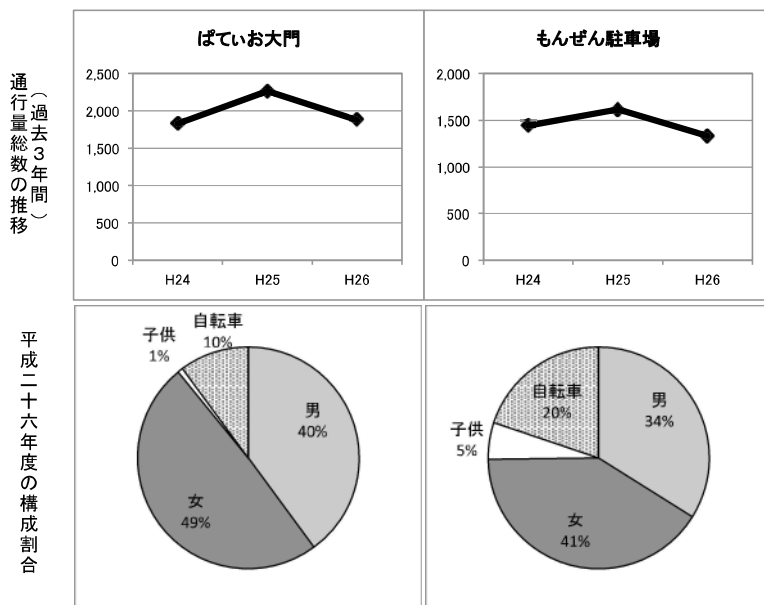 ぱてぃお大門
もんぜん駐車場
通行量総数の推移
（過去３年間）
2,500
2,000
1,500
1,000
500
0
H24
H25
H26
2,000
1,500
1,000
500
0
H24
H25
H26
平成二十六年度の構成割合
子供
1%
自転車
10%
男
40%
女
49%
自転車
20%
男
34%
子供
5%
女
41%